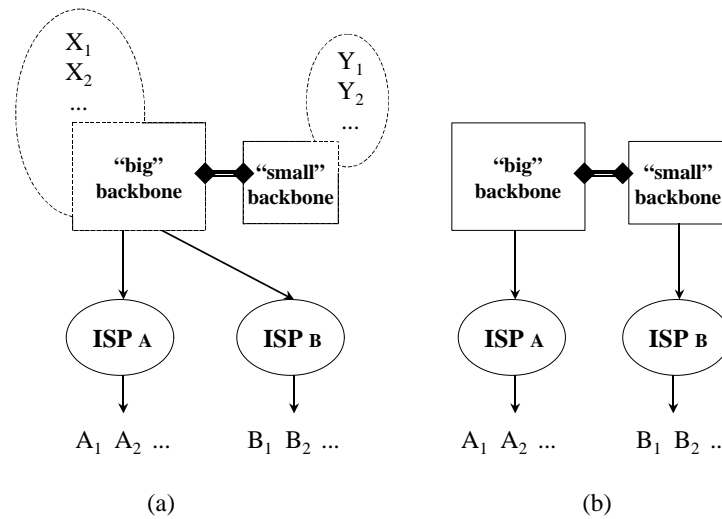 X₁
X₂
...
Y₁
Y₂
...
“big”
backbone
“small”
backbone
ISP A
ISP B
A₁ A₂ ...
B₁ B₂ ...
(a)
“big”
backbone
“small”
backbone
ISP A
ISP B
A₁ A₂ ...
B₁ B₂ ...
(b)